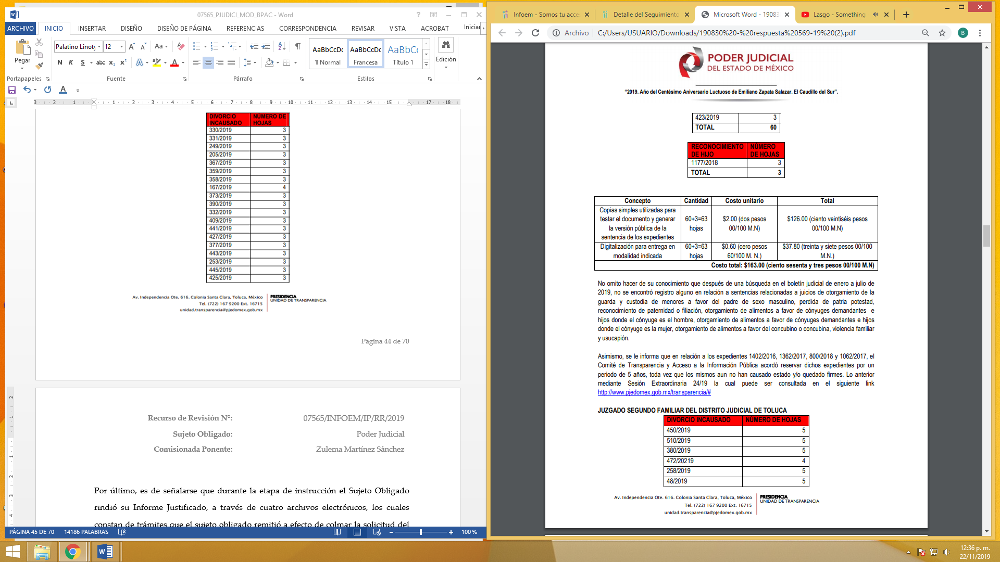 07565_PJUDICI_MOD_BPAC - Word
ARCHIVO INICIO INSERTAR DISEÑO DISEÑO DE PÁGINA REFERENCIAS CORRESPONDENCIA REVISAR VISTA ACROBAT Iniciar
Palatino Linoty 12
Pegar
N K S abc x₂ x²
AaBbCcDc AaBbCcDc AaBbCc
¶ Normal Francesa Título 1
Edición
Portapapeles Fuente Párrafo Estilos
3 2 1 1 2 3 4 5 6 7 8 9 10 11 12 13 14 15 17 18
DIVORCIO INCAUSADO NÚMERO DE HOJAS
330/2019 3
331/2019 3
249/2019 3
205/2019 3
367/2019 3
359/2019 3
358/2019 3
167/2019 4
373/2019 3
390/2019 3
332/2019 3
409/2019 3
441/2019 3
427/2019 3
377/2019 3
443/2019 3
253/2019 3
445/2019 3
425/2019 3
Av. Independencia Ote. 616. Colonia Santa Clara, Toluca, México
Tel. (722) 167 9200 Ext. 16715
unidad.transparencia@pjedomex.gob.mx
PRESIDENCIA
UNIDAD DE TRANSPARENCIA
Página 44 de 70
Recurso de Revisión N°: 07565/INFOEM/IP/RR/2019
Sujeto Obligado: Poder Judicial
Comisionada Ponente: Zulema Martínez Sánchez
Por último, es de señalarse que durante la etapa de instrucción el Sujeto Obligado
rindió su Informe Justificado, a través de cuatro archivos electrónicos, los cuales
constan de trámites que el sujeto obligado remitió a efecto de colmar la solicitud del
PÁGINA 45 DE 70 14186 PALABRAS 100 %
Infoem - Somos tu acce
Detalle del Seguimiento
Microsoft Word - 19083
Lasgo - Something
Archivo C:/Users/USUARIO/Downloads/190830%20-%20respuesta%20569-19%20(2).pdf
B
PODER JUDICIAL
DEL ESTADO DE MÉXICO
“2019. Año del Centésimo Aniversario Luctuoso de Emiliano Zapata Salazar. El Caudillo del Sur”.
423/2019 3
TOTAL 60
RECONOCIMIENTO DE HIJO NÚMERO DE HOJAS
1177/2018 3
TOTAL 3
Concepto Cantidad Costo unitario Total
Copias simples utilizadas para testar el documento y generar la versión pública de la sentencia de los expedientes 60+3=63 hojas $2.00 (dos pesos 00/100 M.N) $126.00 (ciento veintiséis pesos 00/100 M.N)
Digitalización para entrega en modalidad indicada 60+3=63 hojas $0.60 (cero pesos 60/100 M. N.) $37.80 (treinta y siete pesos 00/100 M.N.)
Costo total: $163.00 (ciento sesenta y tres pesos 00/100 M.N)
No omito hacer de su conocimiento que después de una búsqueda en el boletín judicial de enero a julio de
2019, no se encontró registro alguno en relación a sentencias relacionadas a juicios de otorgamiento de la
guarda y custodia de menores a favor del padre de sexo masculino, perdida de patria potestad,
reconocimiento de paternidad o filiación, otorgamiento de alimentos a favor de cónyuges demandantes e
hijos donde el cónyuge es el hombre, otorgamiento de alimentos a favor de cónyuges demandantes e hijos
donde el cónyuge es la mujer, otorgamiento de alimentos a favor del concubino o concubina, violencia familiar
y usucapión.
Asimismo, se le informa que en relación a los expedientes 1402/2016, 1362/2017, 800/2018 y 1062/2017, el
Comité de Transparencia y Acceso a la Información Pública acordó reservar dichos expedientes por un
periodo de 5 años, toda vez que los mismos aun no han causado estado y/o quedado firmes. Lo anterior
mediante Sesión Extraordinaria 24/19 la cual puede ser consultada en el siguiente link
http://www.pjedomex.gob.mx/transparencia/#
JUZGADO SEGUNDO FAMILIAR DEL DISTRITO JUDICIAL DE TOLUCA
DIVORCIO INCAUSADO NÚMERO DE HOJAS
450/2019 5
510/2019 5
380/2019 5
472/20219 4
258/2019 5
48/2019 5
Av. Independencia Ote. 616. Colonia Santa Clara, Toluca, México
Tel. (722) 167 9200 Ext. 16715
unidad.transparencia@pjedomex.gob.mx
PRESIDENCIA
UNIDAD DE TRANSPARENCIA
12:36 p. m.
22/11/2019